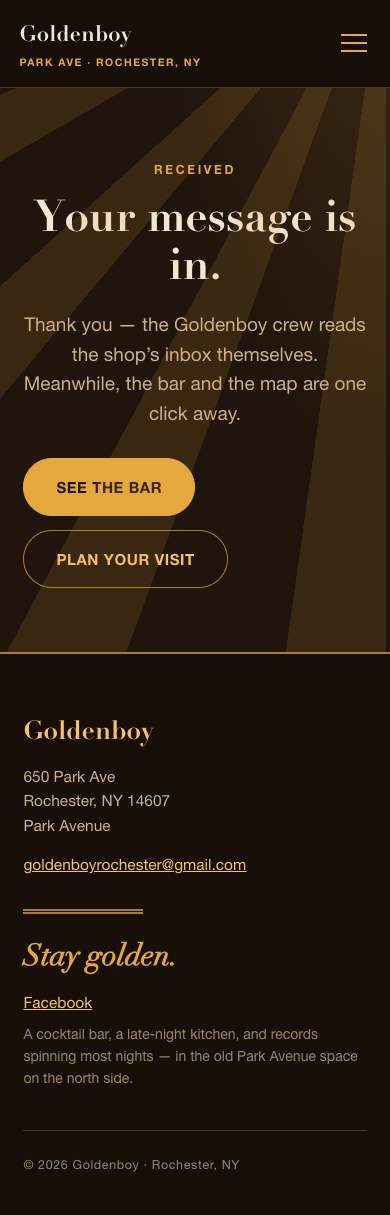 Goldenboy
PARK AVE · ROCHESTER, NY
RECEIVED
Your message is
in.
Thank you — the Goldenboy crew reads
the shop’s inbox themselves.
Meanwhile, the bar and the map are one
click away.
SEE THE BAR
PLAN YOUR VISIT
Goldenboy
650 Park Ave
Rochester, NY 14607
Park Avenue
goldenboyrochester@gmail.com
Stay golden.
Facebook
A cocktail bar, a late-night kitchen, and records
spinning most nights — in the old Park Avenue space
on the north side.
© 2026 Goldenboy · Rochester, NY